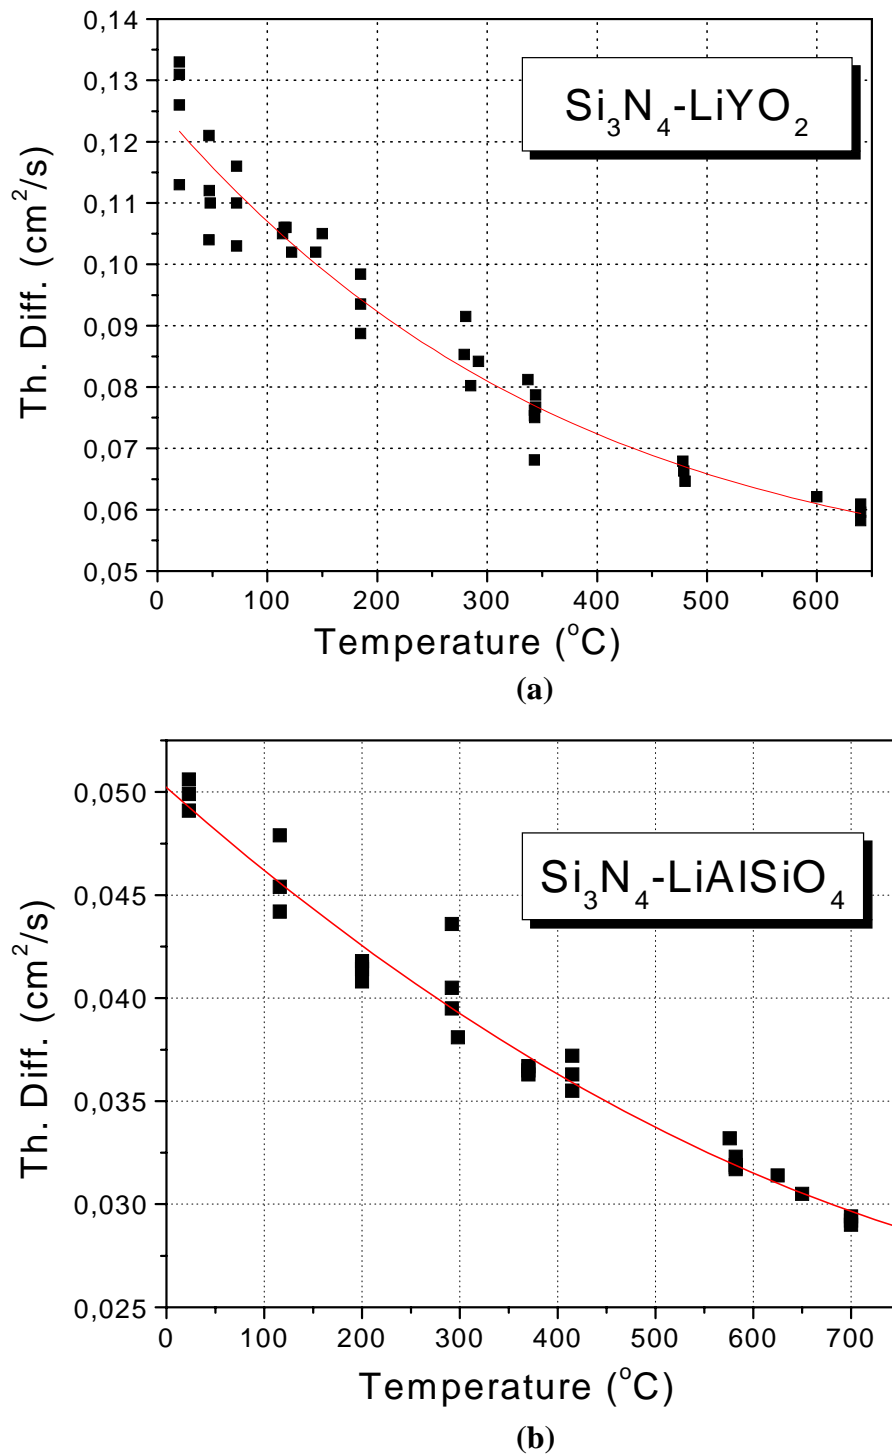 0,14
0,13
0,12
0,11
0,10
0,09
0,08
0,07
0,06
0,05
Th. Diff. (cm²/s)
Si₃N₄-LiYO₂
0 100 200 300 400 500 600
Temperature (°C)
(a)
0,050
0,045
0,040
0,035
0,030
0,025
Th. Diff. (cm²/s)
Si₃N₄-LiAlSiO₄
0 100 200 300 400 500 600 700
Temperature (°C)
(b)